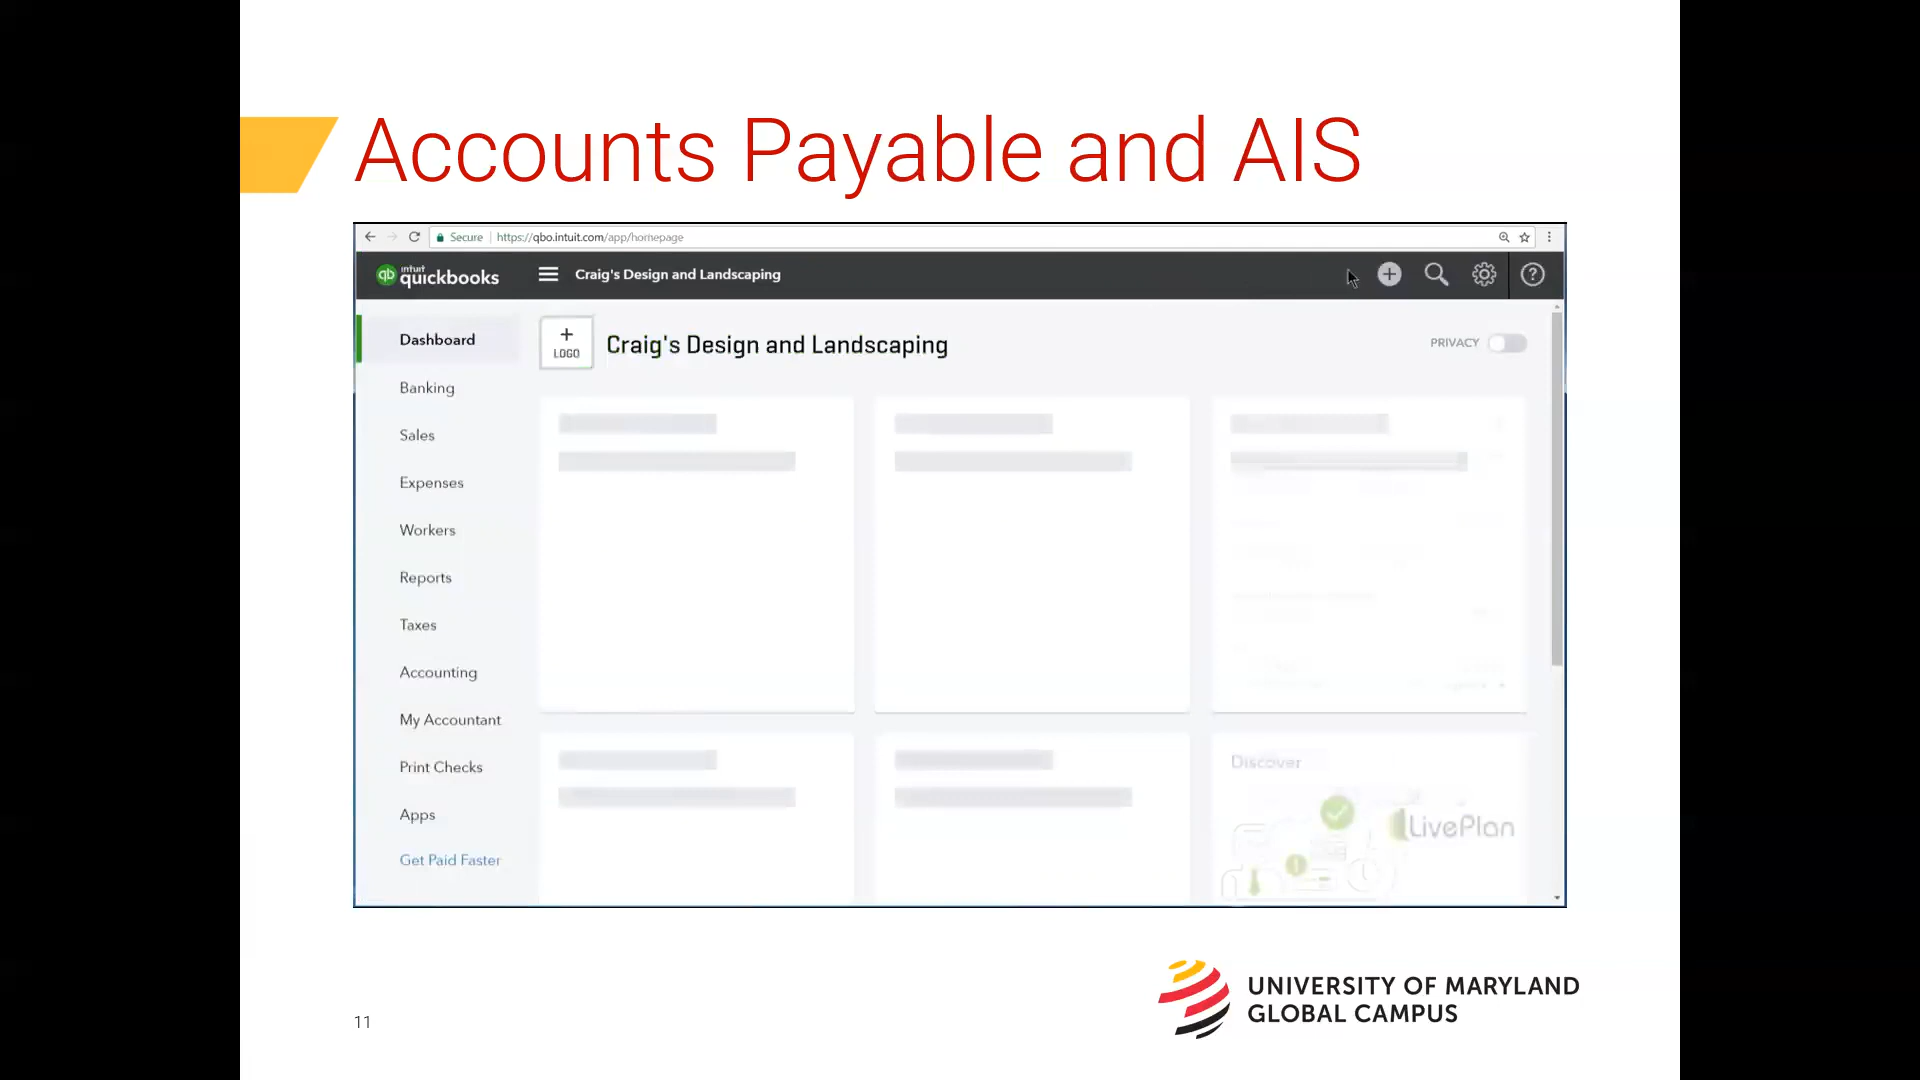 Accounts Payable and AIS
Secure https://qbo.intuit.com/app/homepage
qb intuit quickbooks
Craig's Design and Landscaping
?
Dashboard
Banking
Sales
Expenses
Workers
Reports
Taxes
Accounting
My Accountant
Print Checks
Apps
Get Paid Faster
+
LOGO
Craig's Design and Landscaping
PRIVACY
Discover
LivePlan
11
UNIVERSITY OF MARYLAND
GLOBAL CAMPUS